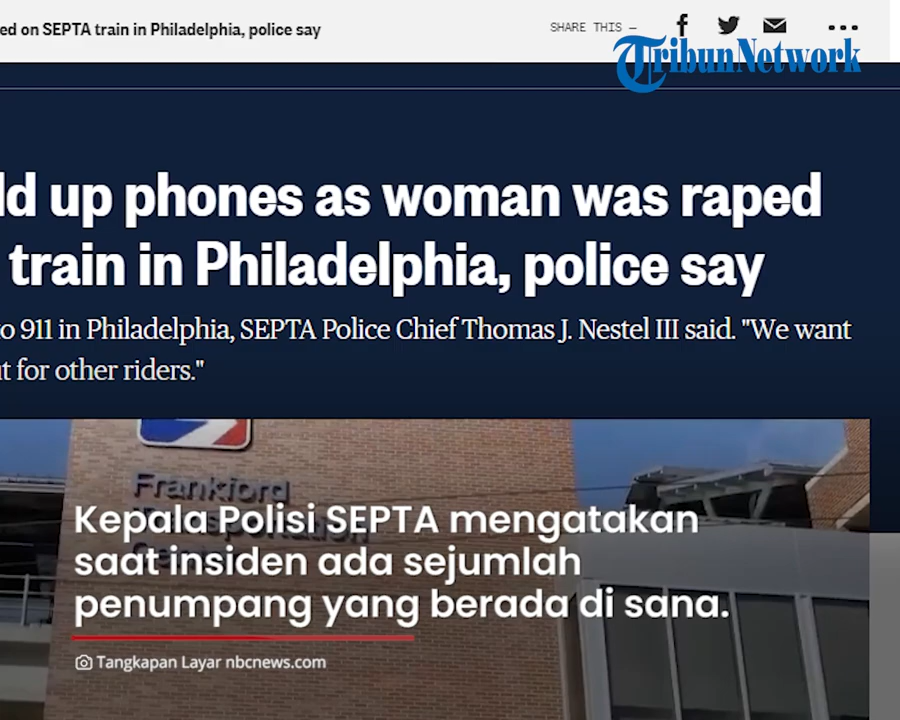 ed on SEPTA train in Philadelphia, police say
SHARE THIS —
TribunNetwork
ld up phones as woman was raped
train in Philadelphia, police say
to 911 in Philadelphia, SEPTA Police Chief Thomas J. Nestel III said. "We want
t for other riders."
Frankford
Kepala Polisi SEPTA mengatakan
saat insiden ada sejumlah
penumpang yang berada di sana.
Tangkapan Layar nbcnews.com